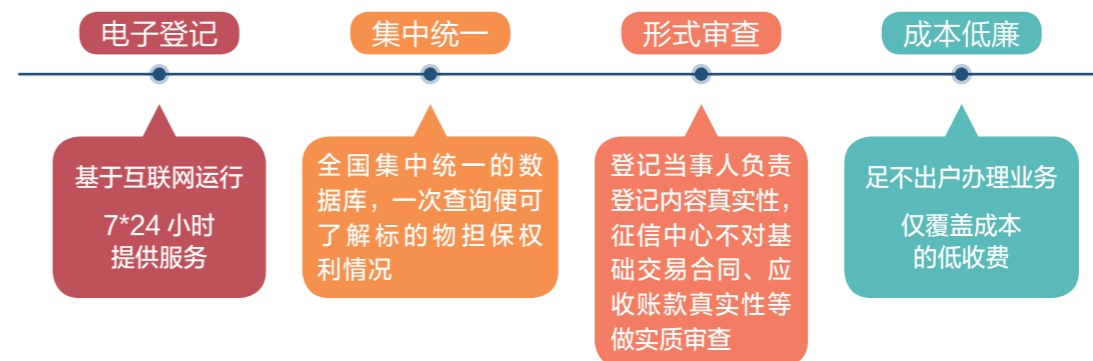 电子登记
集中统一
形式审查
成本低廉
基于互联网运行
7*24 小时
提供服务
全国集中统一的数
据库，一次查询便可
了解标的物担保权
利情况
登记当事人负责
登记内容真实性，
征信中心不对基
础交易合同、应
收账款真实性等
做实质审查
足不出户办理业务
仅覆盖成本
的低收费